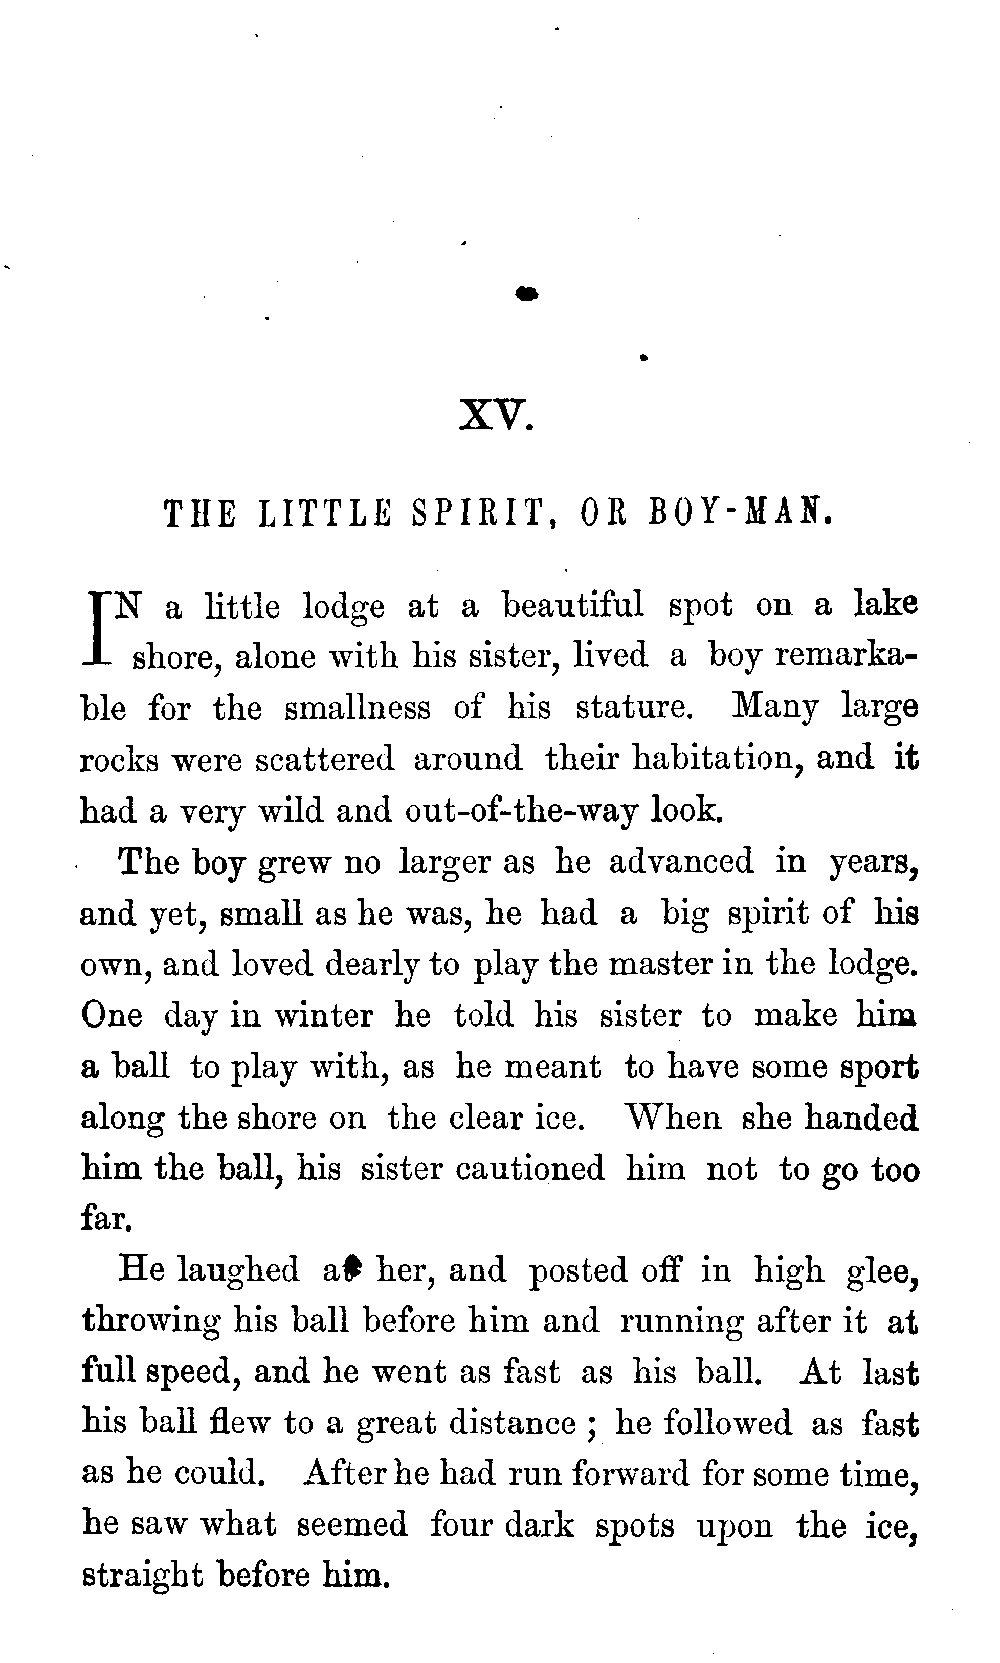 XV.
THE LITTLE SPIRIT, OR BOY-MAN.
IN a little lodge at a beautiful spot on a lake
shore, alone with his sister, lived a boy remarka-
ble for the smallness of his stature. Many large
rocks were scattered around their habitation, and it
had a very wild and out-of-the-way look.
The boy grew no larger as he advanced in years,
and yet, small as he was, he had a big spirit of his
own, and loved dearly to play the master in the lodge.
One day in winter he told his sister to make him
a ball to play with, as he meant to have some sport
along the shore on the clear ice. When she handed
him the ball, his sister cautioned him not to go too
far.
He laughed at her, and posted off in high glee,
throwing his ball before him and running after it at
full speed, and he went as fast as his ball. At last
his ball flew to a great distance ; he followed as fast
as he could. After he had run forward for some time,
he saw what seemed four dark spots upon the ice,
straight before him.